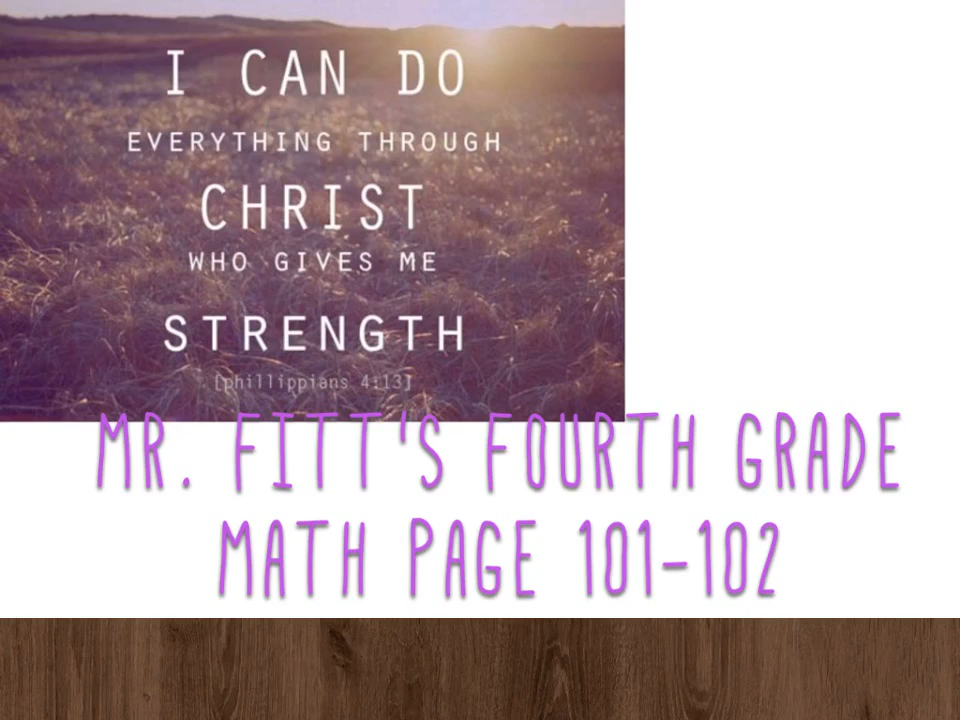 I CAN DO
EVERYTHING THROUGH
CHRIST
WHO GIVES ME
STRENGTH
[phillippians 4:13]
MR. FITT'S FOURTH GRADE
MATH PAGE 101-102